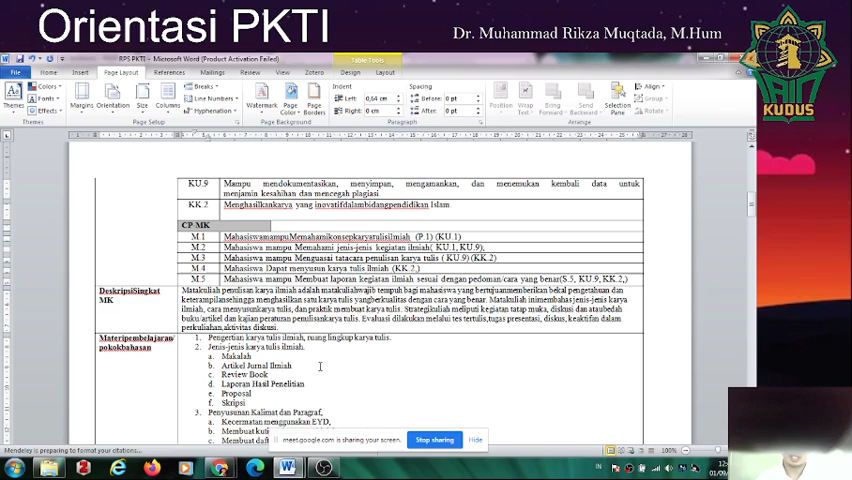 Orientasi PKTI
Dr. Muhammad Rikza Muqtada, M.Hum
IAIN
KUDUS
RPS PKTI - Microsoft Word (Product Activation Failed)
Table Tools
File Home Insert Page Layout References Mailings Review View Zotero Design Layout
Colors
Fonts
Effects
Themes
Margins Orientation Size Columns
Breaks
Line Numbers
Hyphenation
Watermark Page Color Page Borders
Indent
Left: 0,64 cm
Right: 0 cm
Spacing
Before: 0 pt
After: 0 pt
Position Wrap Text Bring Forward Send Backward Selection Pane
Align
Group
Rotate
Themes Page Setup Page Background Paragraph Arrange
KU.9 Mampu mendokumentasikan, menyimpan, mengamankan, dan menemukan kembali data untuk
menjamin kesahihan dan mencegah plagiasi.
KK.2 Menghasilkankarya yang inovatifdalambidangpendidikan Islam.
CP-MK
M.1 MahasiswamampuMemahamikonsepkaryatulisilmiah (P.1) (KU.1)
M.2 Mahasiswa mampu Memahami jenis-jenis kegiatan ilmiah( KU.1, KU.9);
M.3 Mahasiswa mampu Menguasai tatacara penulisan karya tulis ( KU.9) (KK.2)
M.4 Mahasiswa Dapat menyusun karya tulis ilmiah (KK.2,)
M.5 Mahasiswa mampu Membuat laporan kegiatan ilmiah sesuai dengan pedoman/cara yang benar(S.5, KU.9, KK.2,)
DeskripsiSingkat
MK
Matakuliah penulisan karya ilmiah adalah matakuliahwajib tempuh bagi mahasiswa yang bertujuanmemberikan bekal pengetahuan dan
keterampilansehingga menghasilkan satu karya tulis yangberkualitas dengan cara yang benar. Matakuliah inimembahas jenis-jenis karya
ilmiah, cara menyusunkarya tulis, dan praktik membuat karya tulis. Strategikuliah meliputi kegiatan tatap muka, diskusi dan ataubedah
buku/artikel dan kajian peraturan penulisankarya tulis. Evaluasi dilakukan melalui tes tertulis,tugas presentasi, diskus, keaktifan dalam
perkuliahan,aktivitas diskusi.
Materipembelajaran/
pokokbahasan
1. Pengertian karya tulis ilmiah, ruang lingkup karya tulis.
2. Jenis-jenis karya tulis ilmiah.
a. Makalah
b. Artikel Jurnal Ilmiah
c. Review Book
d. Laporan Hasil Penelitian
e. Proposal
f. Skripsi
3. Penyusunan Kalimat dan Paragraf,
a. Kecermatan menggunakan EYD,
b. Membuat kuti
c. Membuat daft
meet.google.com is sharing your screen.
Stop sharing
Hide
Mendeley is preparing to format your citations.
100%
IN
12:
01/09/